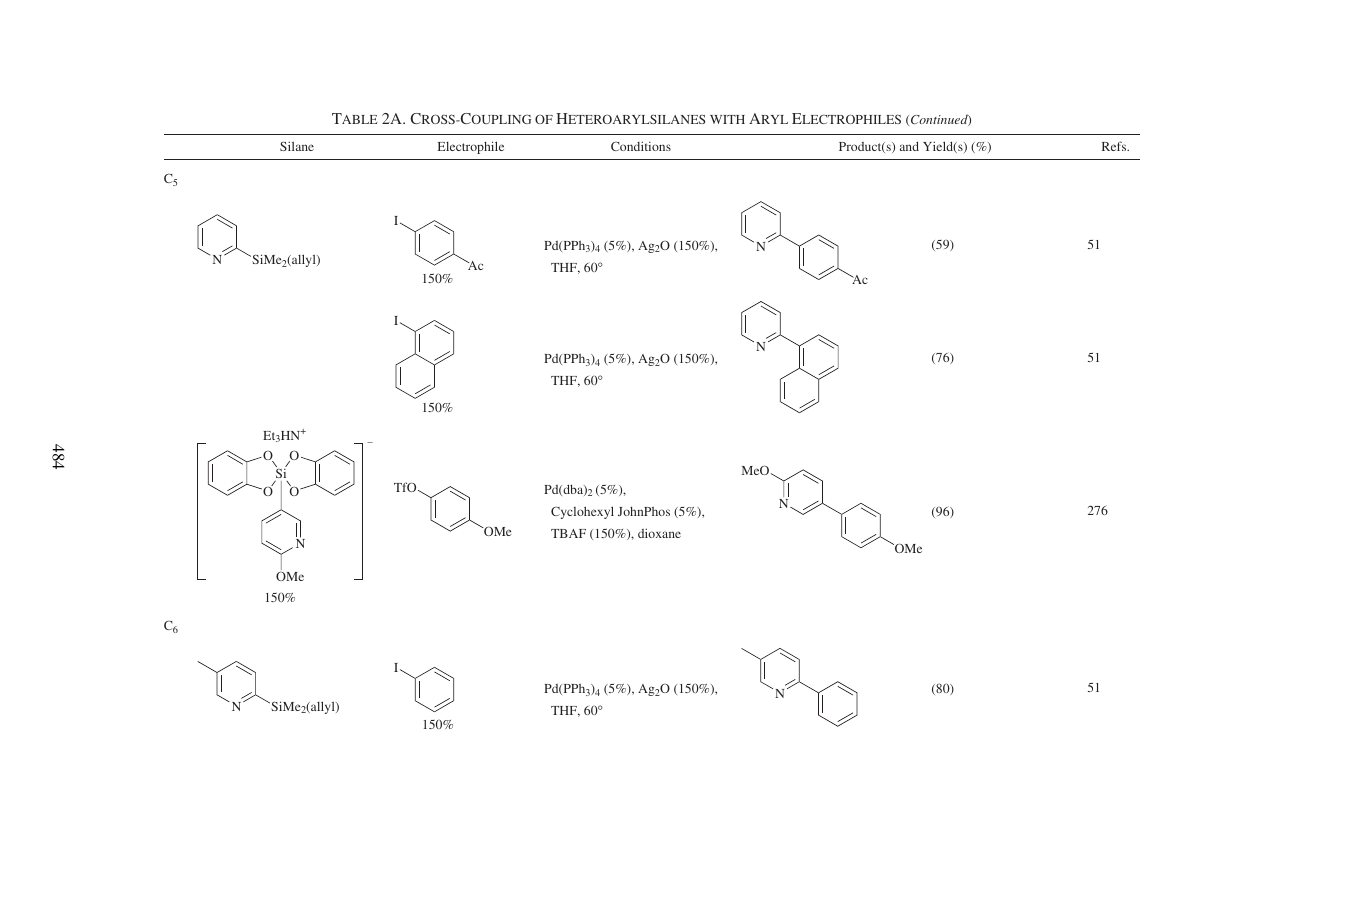 TABLE 2A. CROSS-COUPLING OF HETEROARYLSILANES WITH ARYL ELECTROPHILES (Continued)
Silane Electrophile Conditions Product(s) and Yield(s) (%) Refs.
C5
N
SiMe2(allyl)
I
Ac
150%
Pd(PPh3)4 (5%), Ag2O (150%),
THF, 60°
N
Ac
(59)
51
I
150%
Pd(PPh3)4 (5%), Ag2O (150%),
THF, 60°
N
(76)
51
484
Et3HN+
–
O O
Si
O O
N
OMe
150%
TfO
OMe
Pd(dba)2 (5%),
Cyclohexyl JohnPhos (5%),
TBAF (150%), dioxane
MeO
N
OMe
(96)
276
C6
N
SiMe2(allyl)
I
150%
Pd(PPh3)4 (5%), Ag2O (150%),
THF, 60°
N
(80)
51